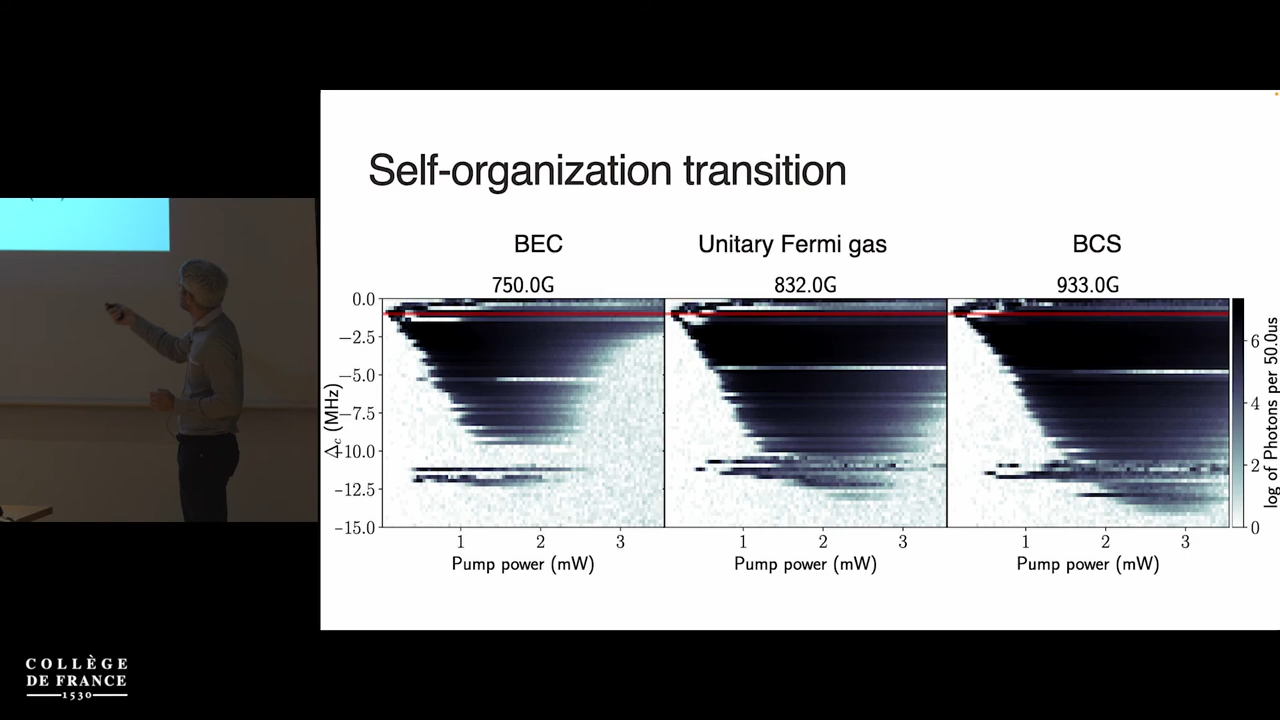 Self-organization transition
BEC
Unitary Fermi gas
BCS
750.0G
832.0G
933.0G
0.0
−2.5
−5.0
−7.5
−10.0
−12.5
−15.0
Δc (MHz)
1 2 3
1 2 3
1 2 3
Pump power (mW)
Pump power (mW)
Pump power (mW)
6
4
2
0
log of Photons per 50.0us
COLLÈGE
DE FRANCE
1530